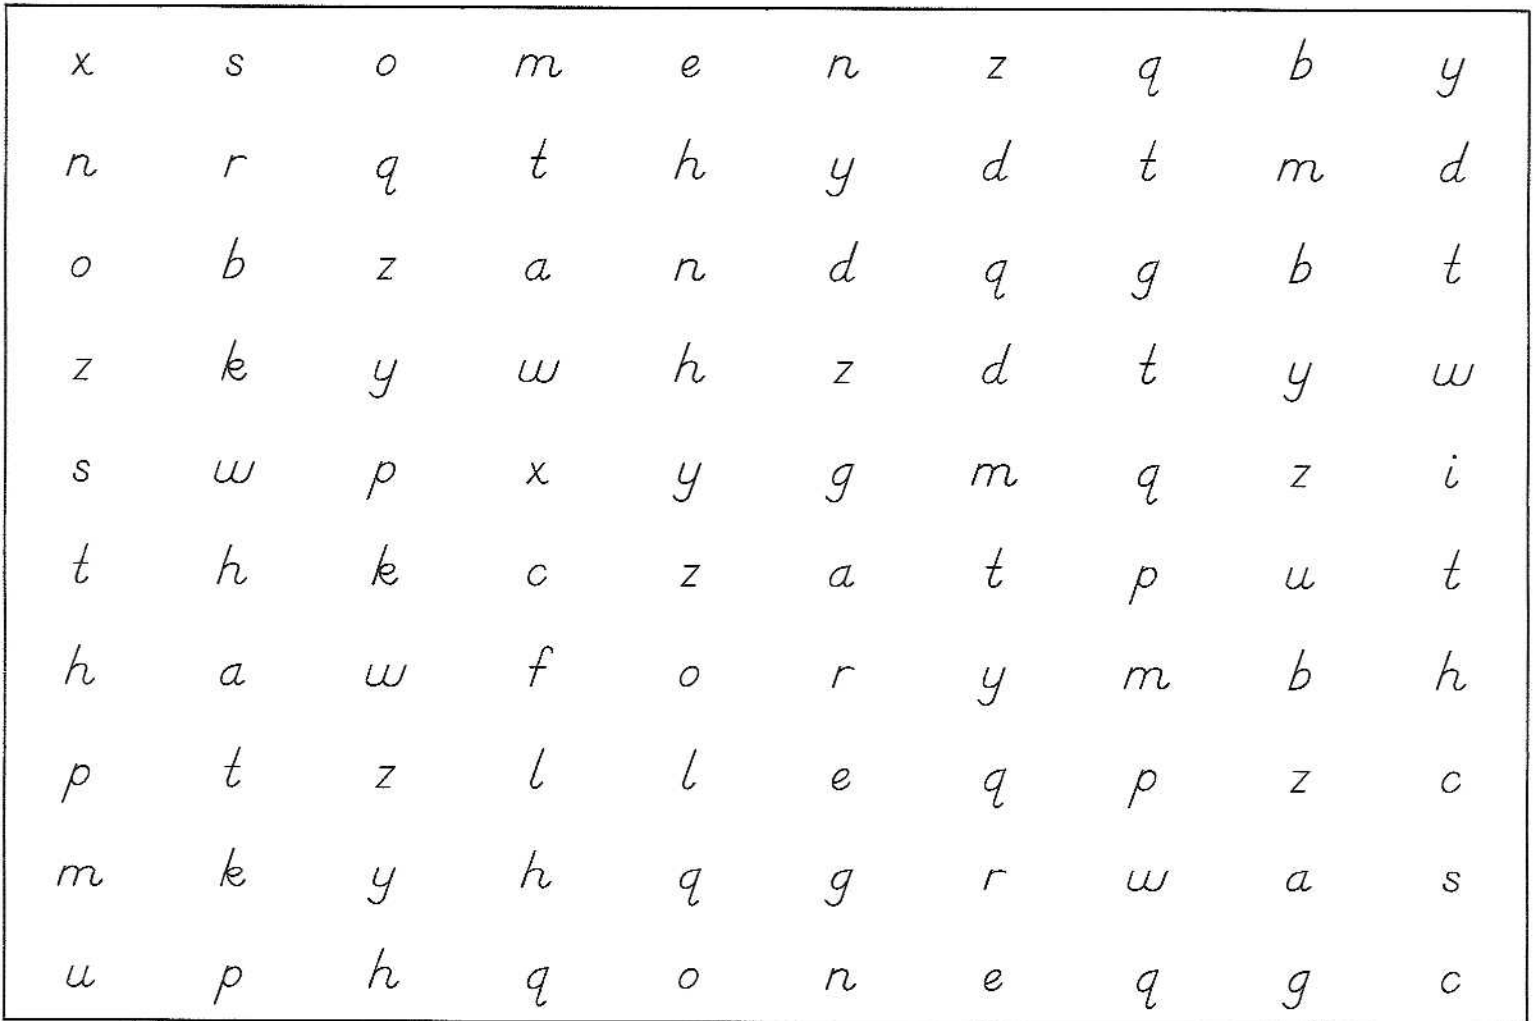 x s o m e n z q b y
n r q t h y d t m d
o b z a n d q g b t
z k y w h z d t y w
s w p x y g m q z i
t h k c z a t p u t
h a w f o r y m b h
p t z l l e q p z c
m k y h q g r w a s
u p h q o n e q g c